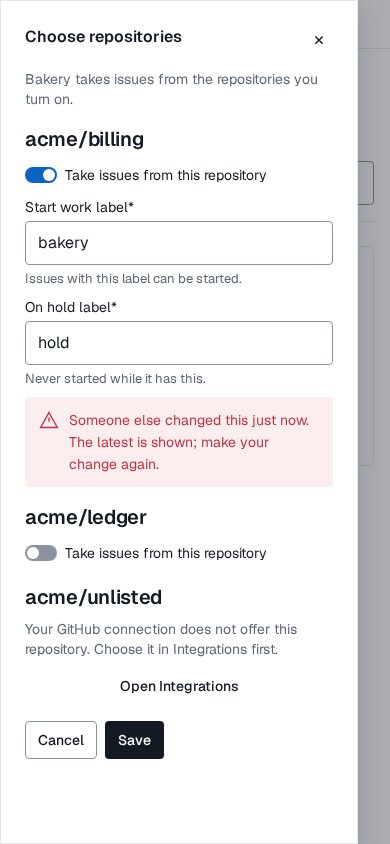 Choose repositories
×
Bakery takes issues from the repositories you
turn on.
acme/billing
Take issues from this repository
Start work label*
bakery
Issues with this label can be started.
On hold label*
hold
Never started while it has this.
Someone else changed this just now.
The latest is shown; make your
change again.
acme/ledger
Take issues from this repository
acme/unlisted
Your GitHub connection does not offer this
repository. Choose it in Integrations first.
Open Integrations
Cancel
Save